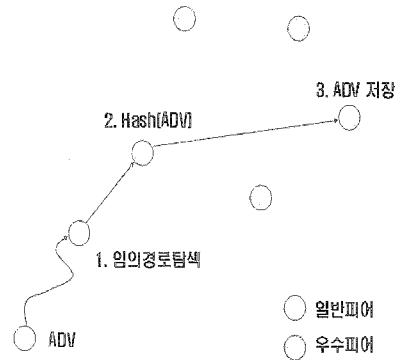 3. ADV 저장
2. Hash(ADV)
1. 임의경로탐색
ADV
일반피어
우수피어